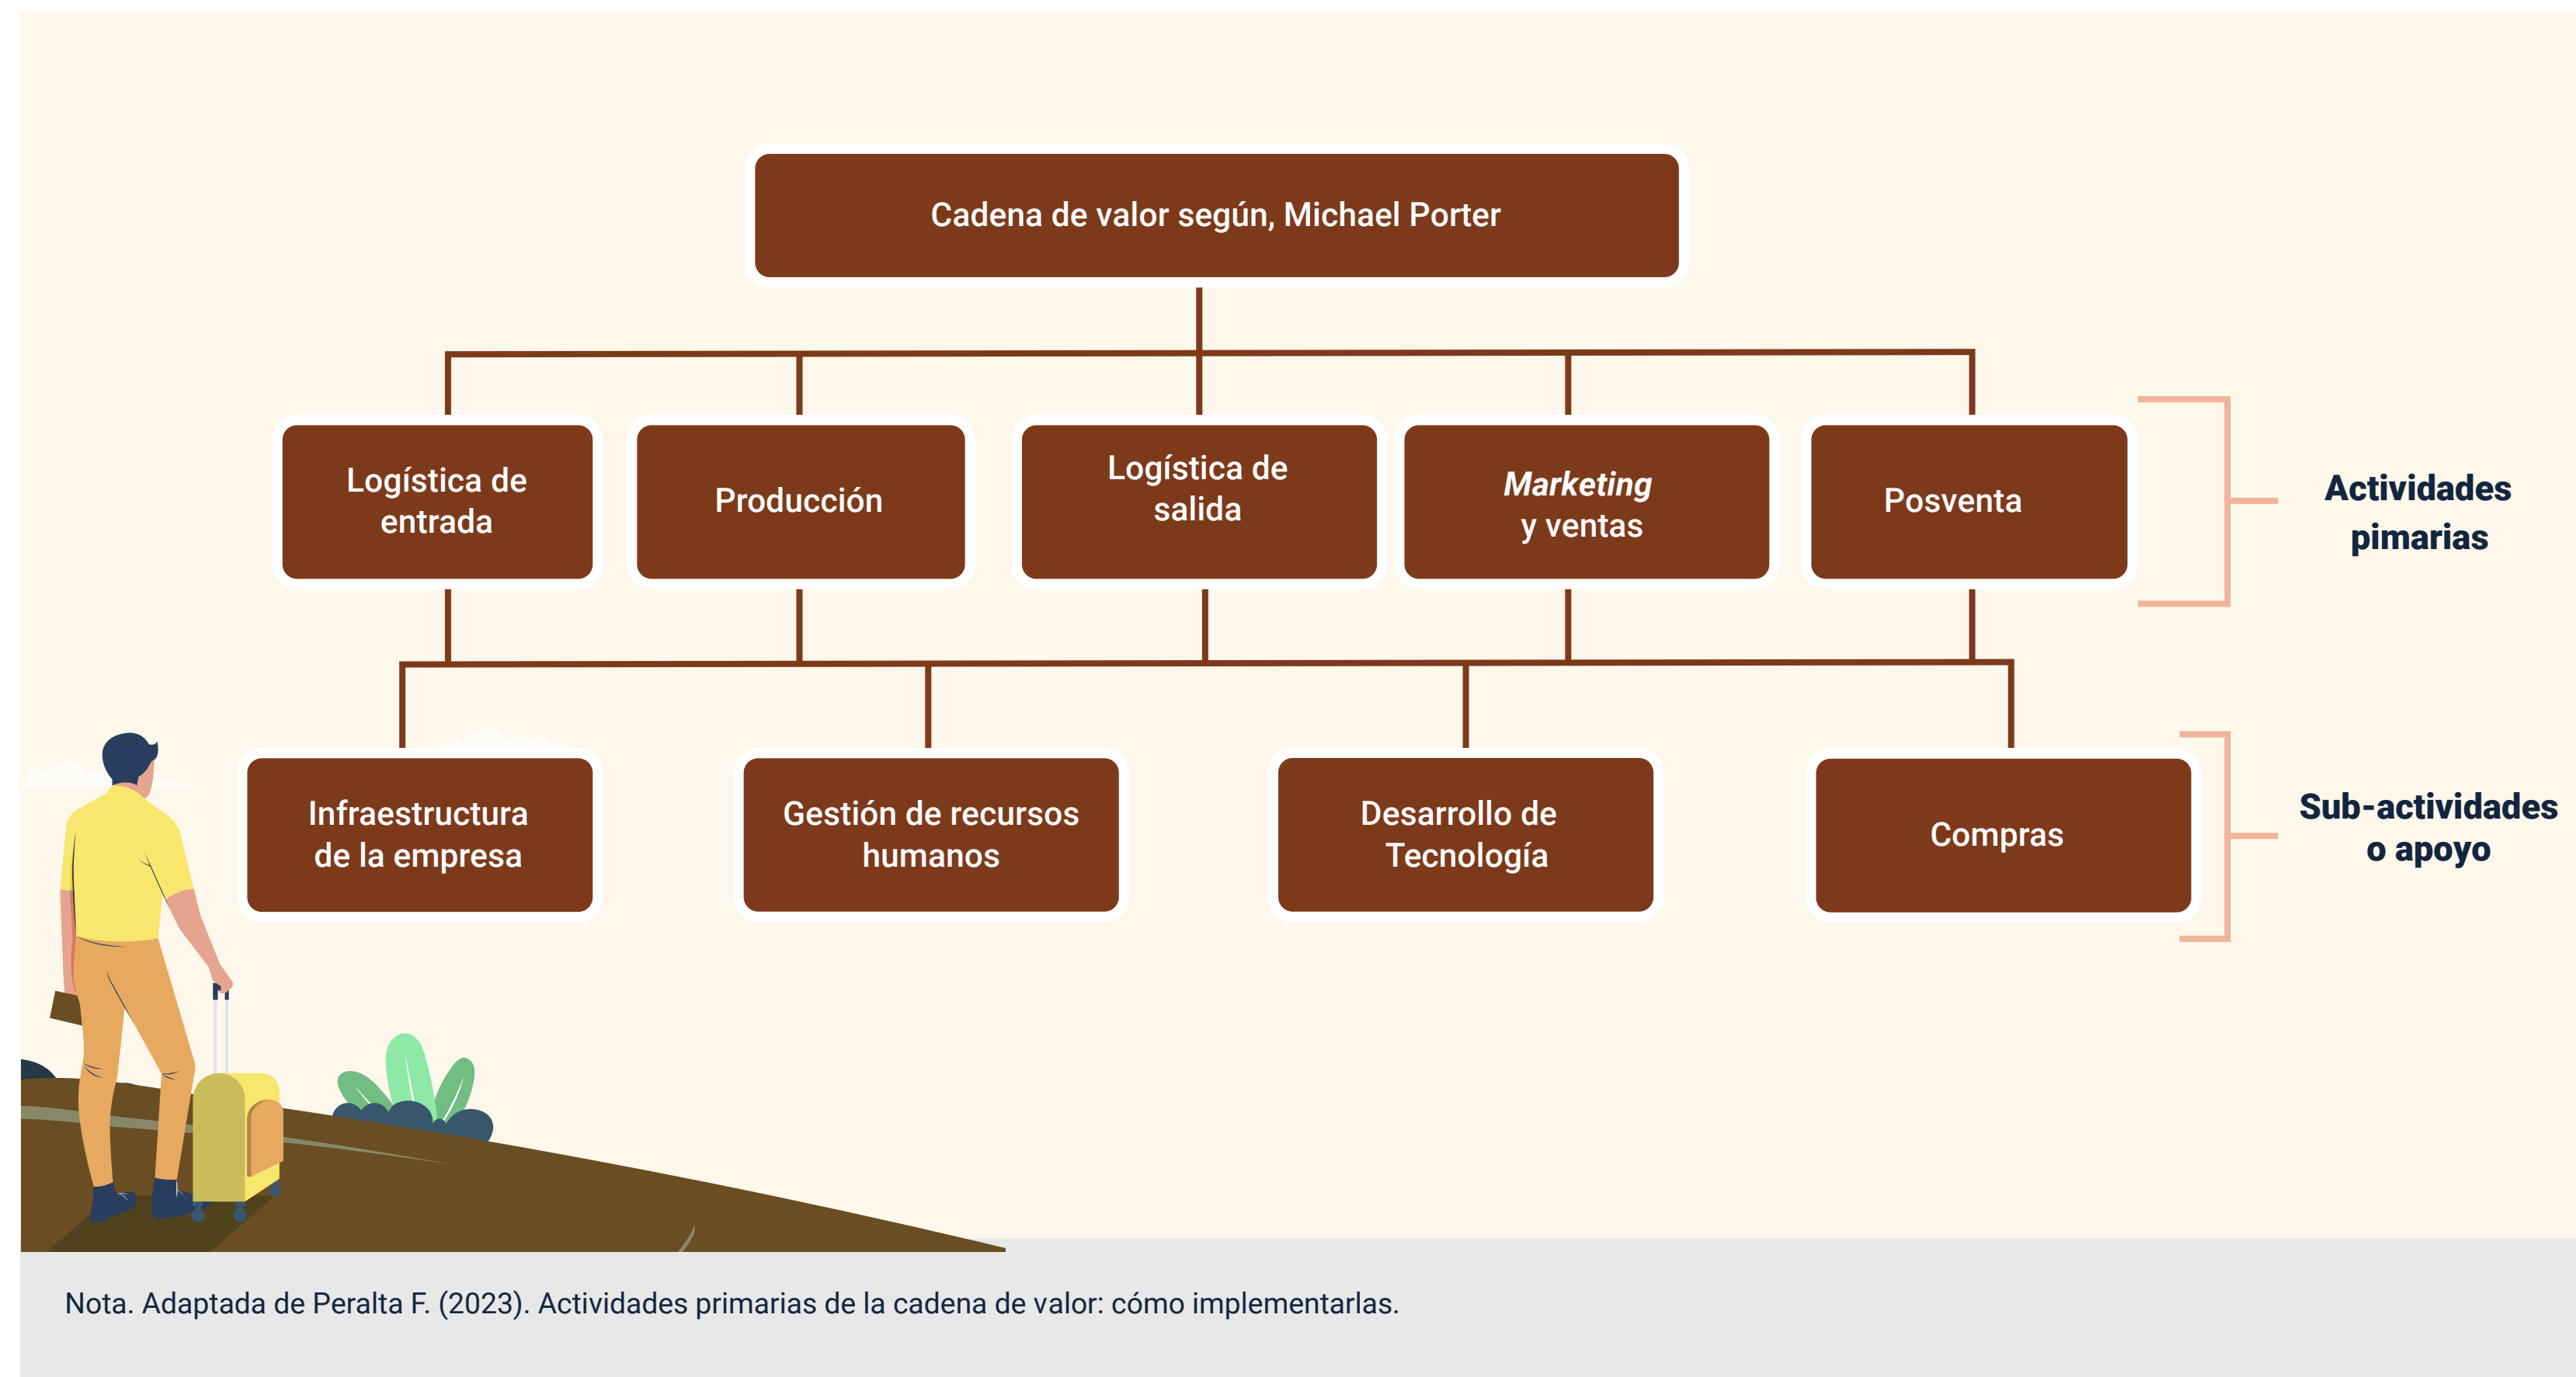 Cadena de valor según, Michael Porter
Logística de
entrada
Producción
Logística de
salida
Marketing
y ventas
Posventa
Actividades
pimarias
Infraestructura
de la empresa
Gestión de recursos
humanos
Desarrollo de
Tecnología
Compras
Sub-actividades
o apoyo
Nota. Adaptada de Peralta F. (2023). Actividades primarias de la cadena de valor: cómo implementarlas.